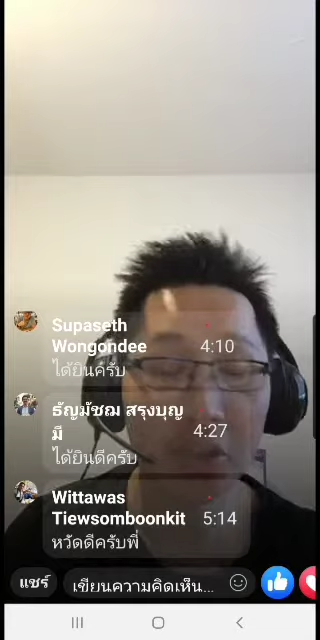 Supaseth
Wongondee 4:10
ได้ยินค์รับ
ธัญมัชฌ สรุงบุญ
มี 4:27
ได้ยินดีครับ
Wittawas
Tiewsomboonkit 5:14
หวัดดีครับพี่
แชร์ เขียนความคิดเห็น...